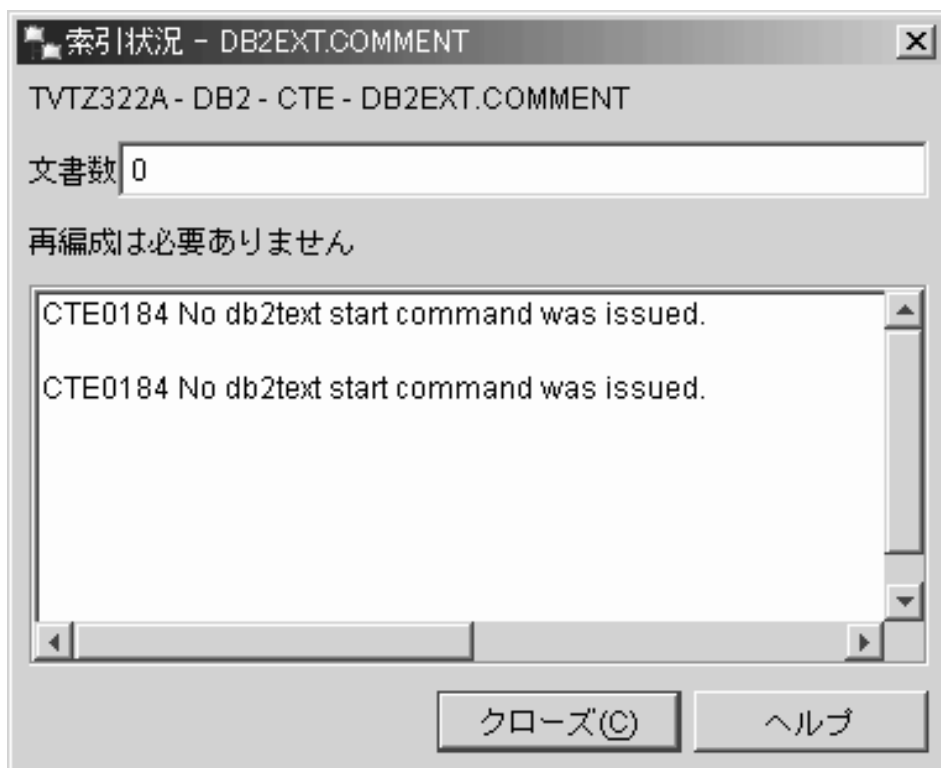 索引状況 - DB2EXT.COMMENT
TVTZ322A - DB2 - CTE - DB2EXT.COMMENT
文書数 0
再編成は必要ありません
CTE0184 No db2text start command was issued.
CTE0184 No db2text start command was issued.
クローズ(C) ヘルプ